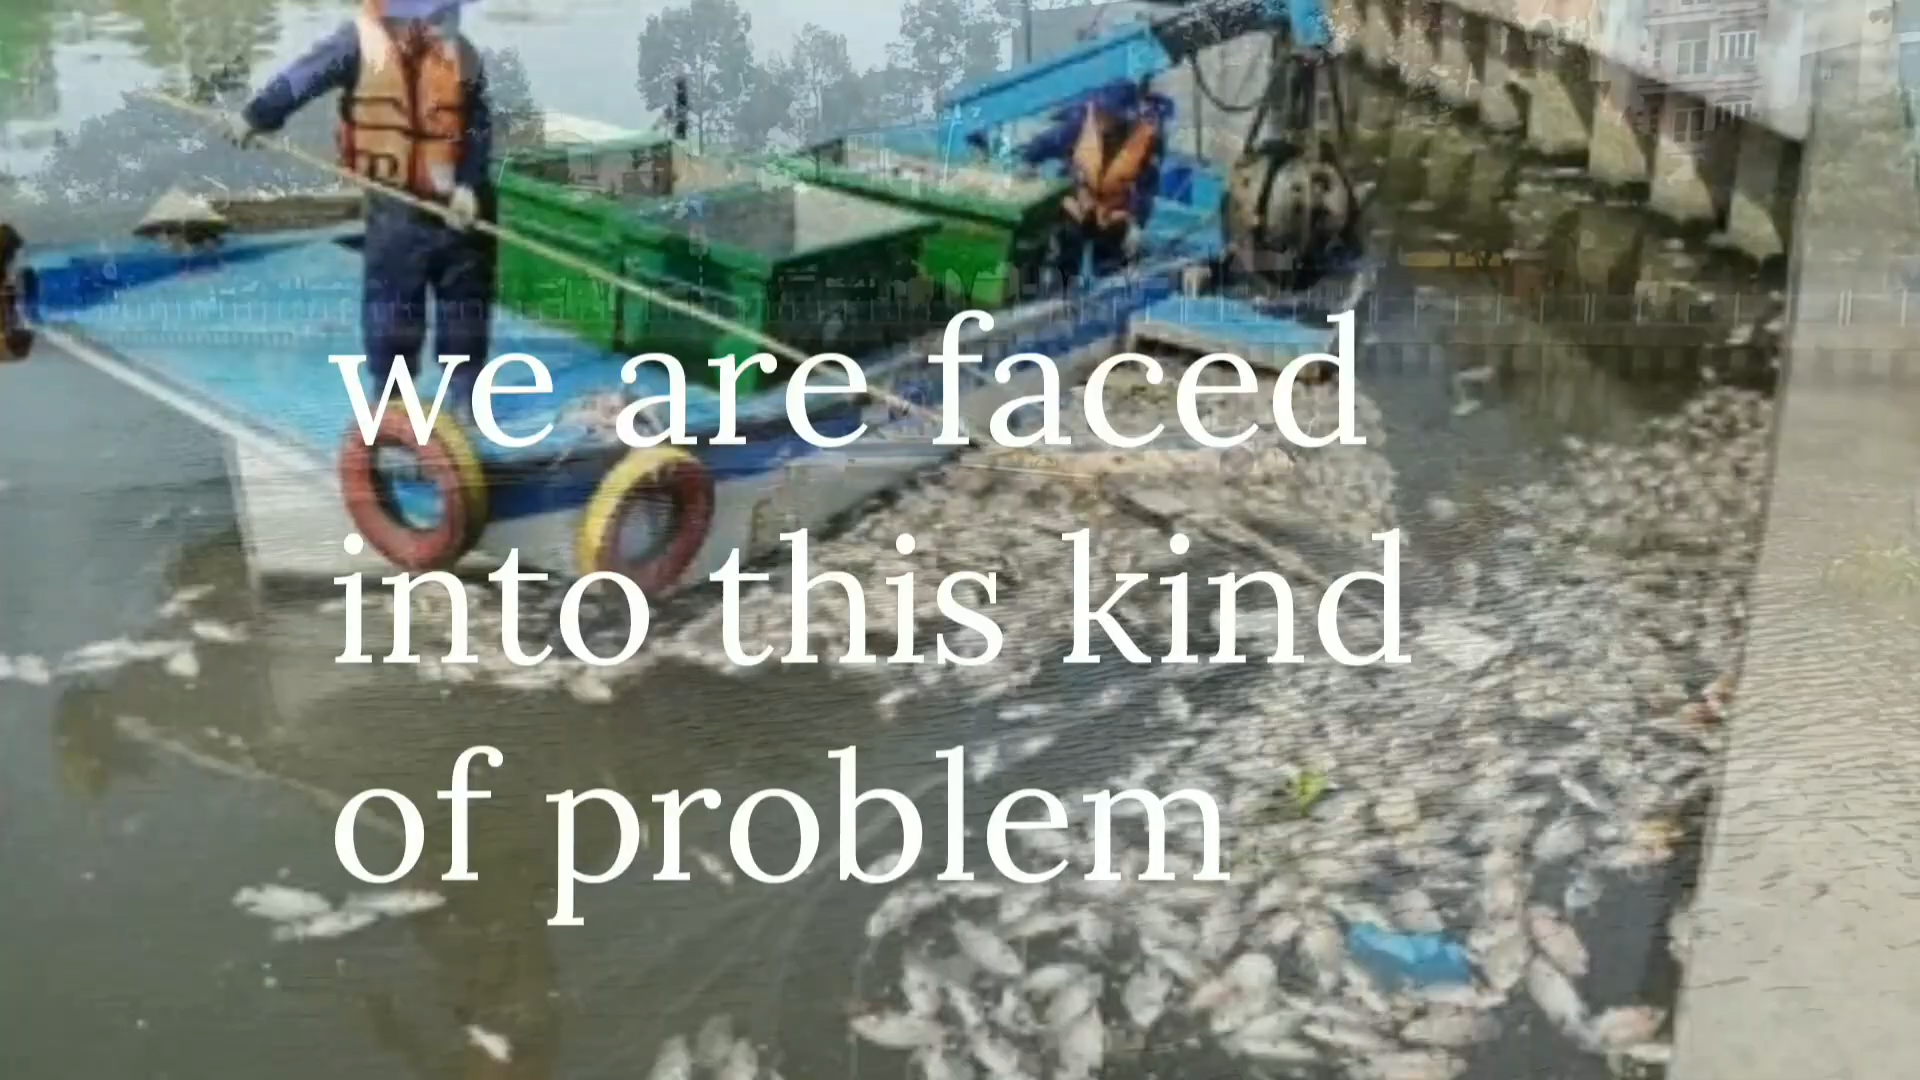 we are faced
into this kind
of problem